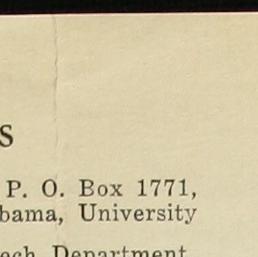 s
P. O. Box 1771,
bama, University
ech Department